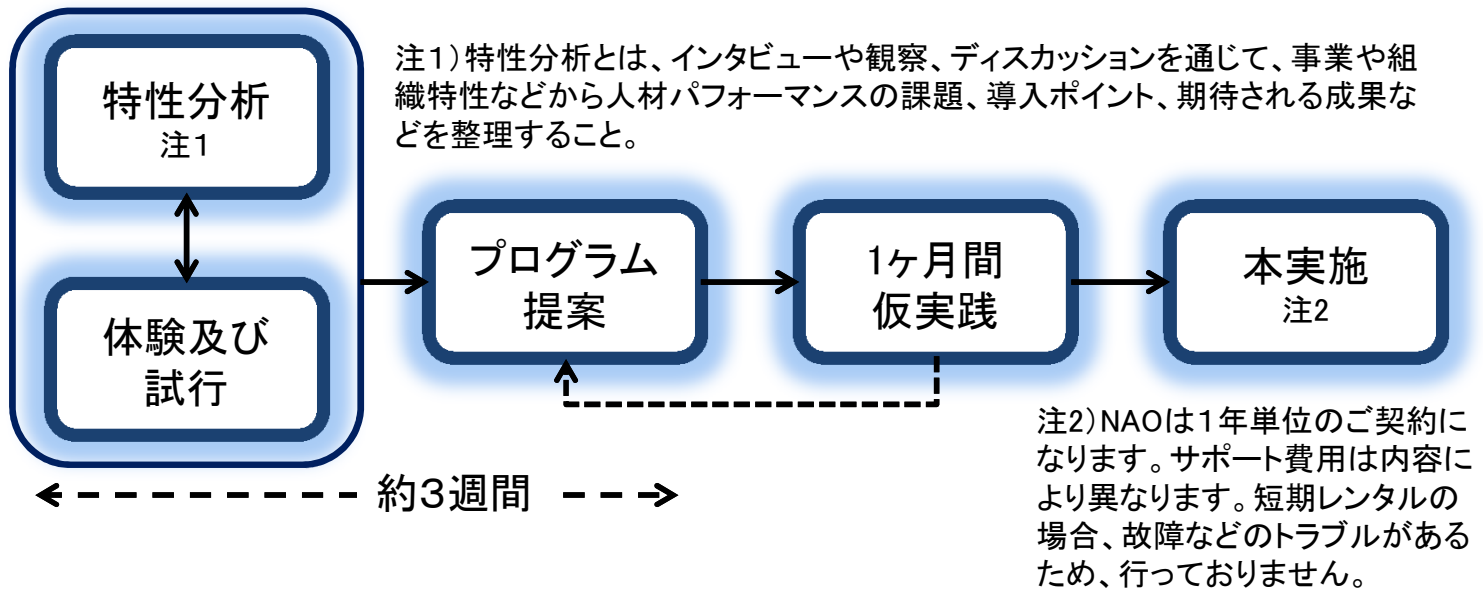 特性分析
注１
注１）特性分析とは、インタビューや観察、ディスカッションを通じて、事業や組
織特性などから人材パフォーマンスの課題、導入ポイント、期待される成果な
どを整理すること。
体験及び
試行
プログラム
提案
1ヶ月間
仮実践
本実施
注2
約３週間
注2）NAOは１年単位のご契約に
なります。サポート費用は内容に
より異なります。短期レンタルの
場合、故障などのトラブルがある
ため、行っておりません。